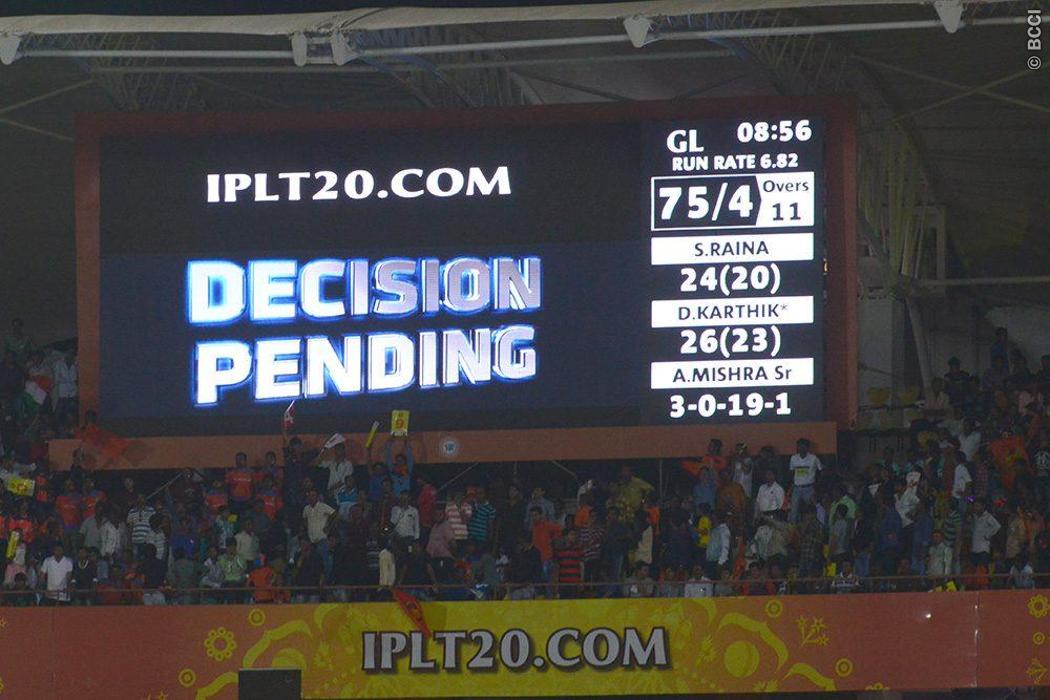 © BCCI
IPLT20.COM
DECISION
PENDING
GL 08:56
RUN RATE 6.82
75/4 Overs 11
S.RAINA
24(20)
D.KARTHIK*
26(23)
A.MISHRA Sr
3-0-19-1
IPLT20.COM